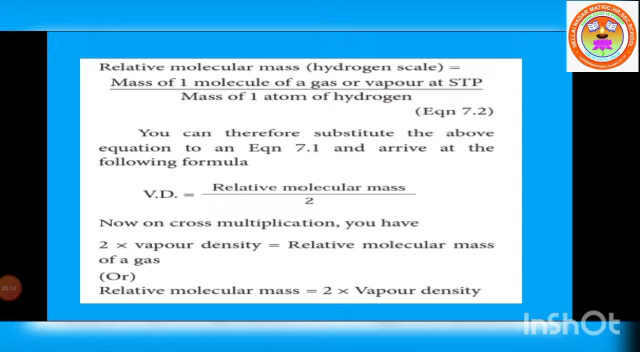 Relative molecular mass (hydrogen scale) =
Mass of 1 molecule of a gas or vapour at STP
Mass of 1 atom of hydrogen
(Eqn 7.2)
You can therefore substitute the above
equation to an Eqn 7.1 and arrive at the
following formula
V.D. = Relative molecular mass
2
Now on cross multiplication, you have
2 × vapour density = Relative molecular mass
of a gas
(Or)
Relative molecular mass = 2 × Vapour density
InShOt